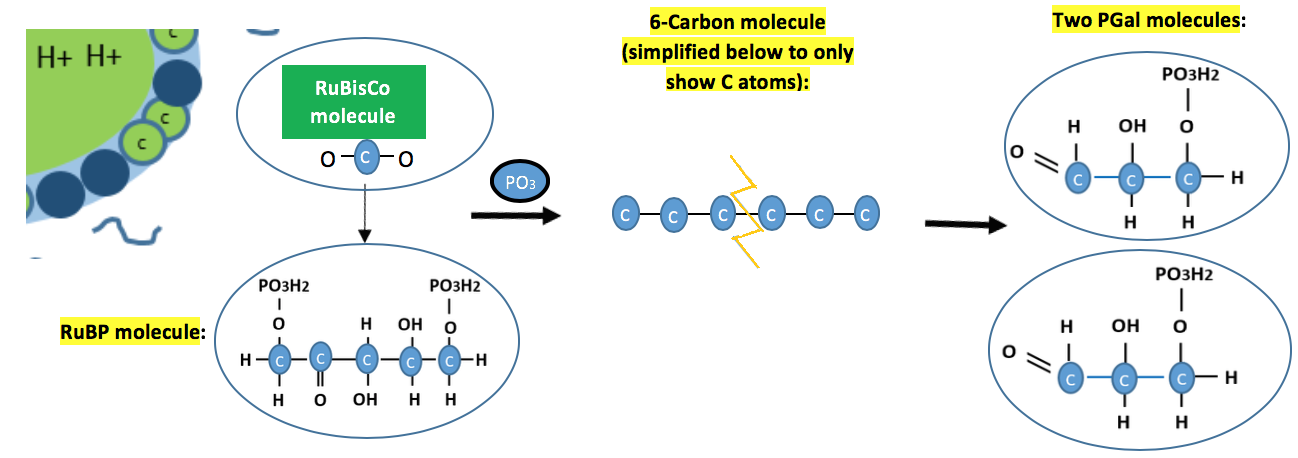 H+ H+
C
C
C
RuBisCo
molecule
O C O
PO3
6-Carbon molecule
(simplified below to only
show C atoms):
C C C C C C
RuBP molecule:
PO3H2 PO3H2
O H OH O
H C C C C C H
H O OH H H
Two PGal molecules:
PO3H2
H OH O
O
C C C H
H H
PO3H2
H OH O
O
C C C H
H H